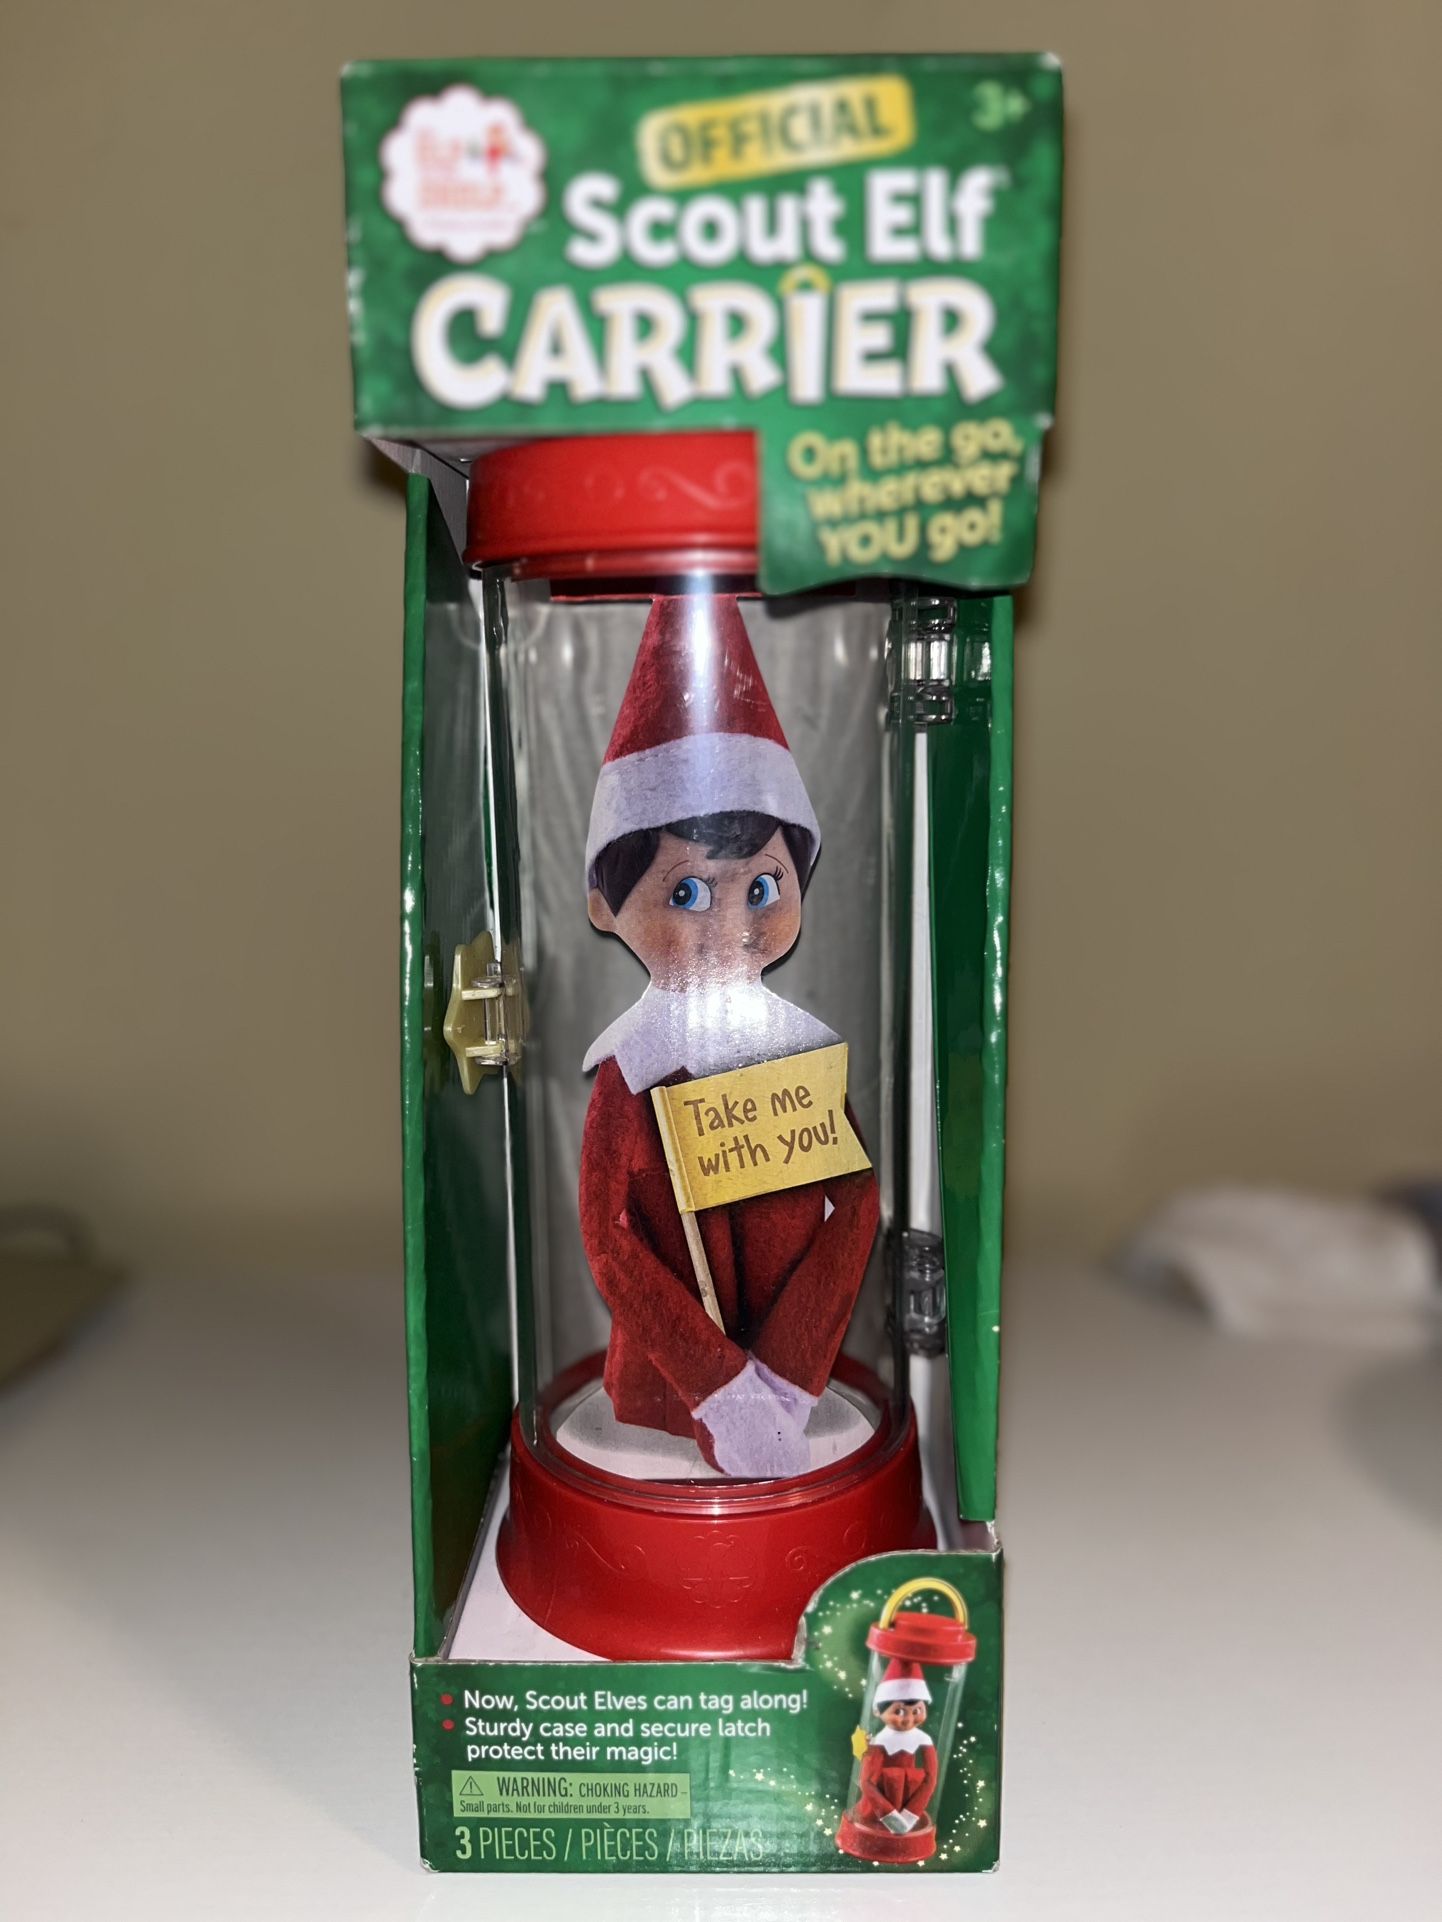 OFFICIAL
3+
Scout Elf
CARRIER
On the go,
wherever
YOU go!
Take me
with you!
Now, Scout Elves can tag along!
Sturdy case and secure latch
protect their magic!
WARNING: CHOKING HAZARD –
Small parts. Not for children under 3 years.
3 PIECES / PIÈCES / PIEZAS